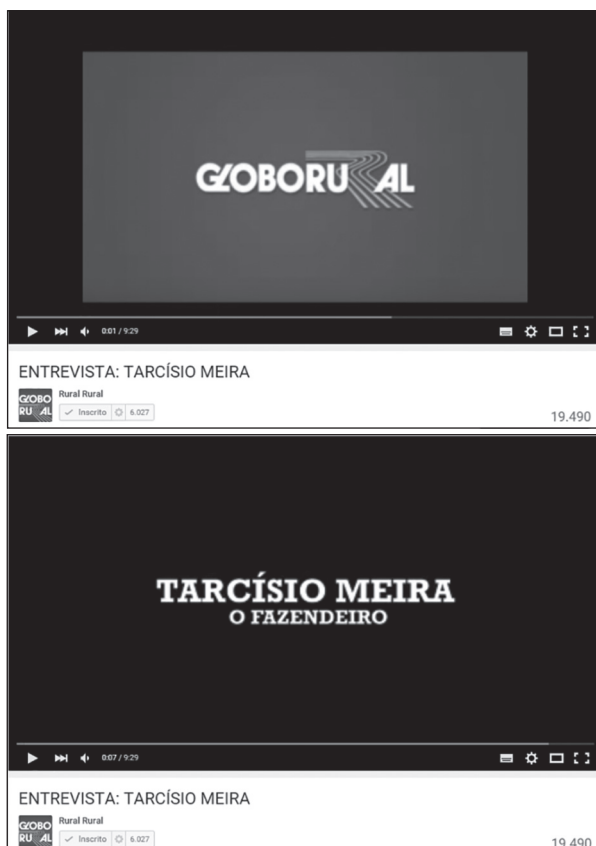 GLOBORURAL
0:01 / 9:29
ENTREVISTA: TARCÍSIO MEIRA
GLOBO
RURAL
Rural Rural
Inscrito 6.027
19.490
TARCÍSIO MEIRA
O FAZENDEIRO
0:07 / 9:29
ENTREVISTA: TARCÍSIO MEIRA
GLOBO
RURAL
Rural Rural
Inscrito 6.027
19.490